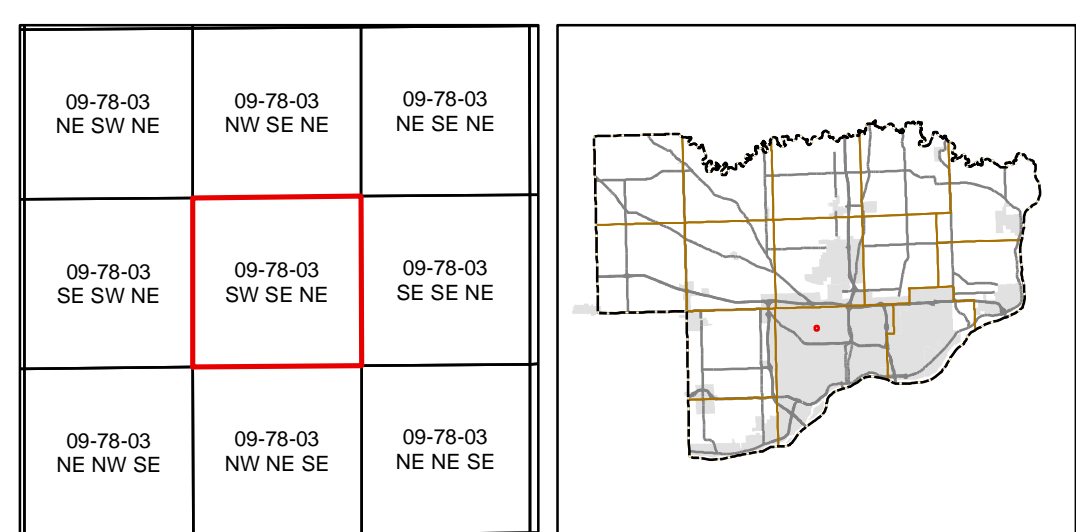 09-78-03
NE SW NE
09-78-03
NW SE NE
09-78-03
NE SE NE
09-78-03
SE SW NE
09-78-03
SW SE NE
09-78-03
SE SE NE
09-78-03
NE NW SE
09-78-03
NW NE SE
09-78-03
NE NE SE